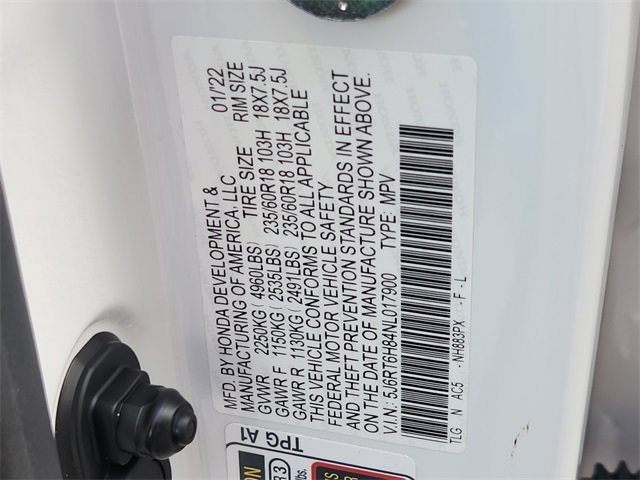 MFD. BY HONDA DEVELOPMENT & 01/'22
MANUFACTURING OF AMERICA, LLC TIRE SIZE RIM SIZE
GVWR 2250KG ( 4960LBS)
GAWR F 1150KG ( 2535LBS) 235/60R18 103H 18X7.5J
GAWR R 1130KG ( 2491LBS) 235/60R18 103H 18X7.5J
THIS VEHICLE CONFORMS TO ALL APPLICABLE
FEDERAL MOTOR VEHICLE SAFETY
AND THEFT PREVENTION STANDARDS IN EFFECT
ON THE DATE OF MANUFACTURE SHOWN ABOVE.
V.I.N: 5J6RT6H84NL017900 TYPE: MPV
TLG N AC5 -NH883PX -F -L
TPG A1